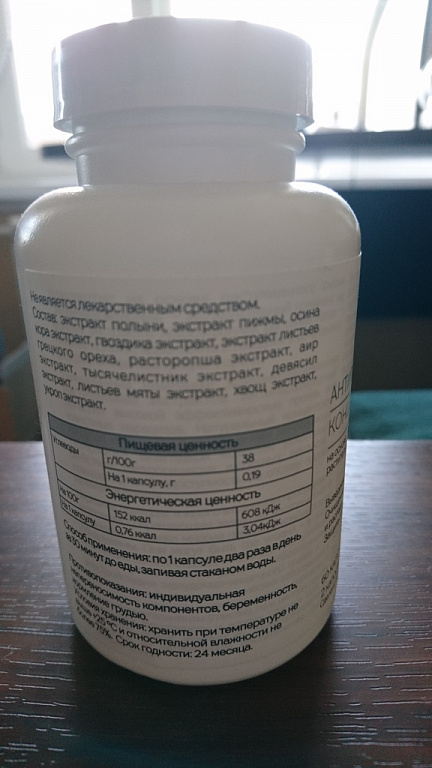 Не является лекарственным средством.
Состав: экстракт полыни, экстракт пижмы, осина
кора экстракт, гвоздика экстракт, экстракт листьев
грецкого ореха, расторопша экстракт, аир
экстракт, тысячелистник экстракт, девясил
экстракт, листьев мяты экстракт, хвощ экстракт,
укроп экстракт.
Пищевая ценность
углеводы г/100г 38
На 1 капсулу, г 0,19
Энергетическая ценность
На 100г 152 ккал 608 кДж
На 1 капсулу 0,76 ккал 3,04кДж
Способ применения: по 1 капсуле два раза в день
за 30 минут до еды, запивая стаканом воды.
Противопоказания: индивидуальная
непереносимость компонентов, беременность,
кормление грудью.
Условия хранения: хранить при температуре не
выше +25°C и относительной влажности не
более 75%. Срок годности: 24 месяца.
АНТИ
КОН